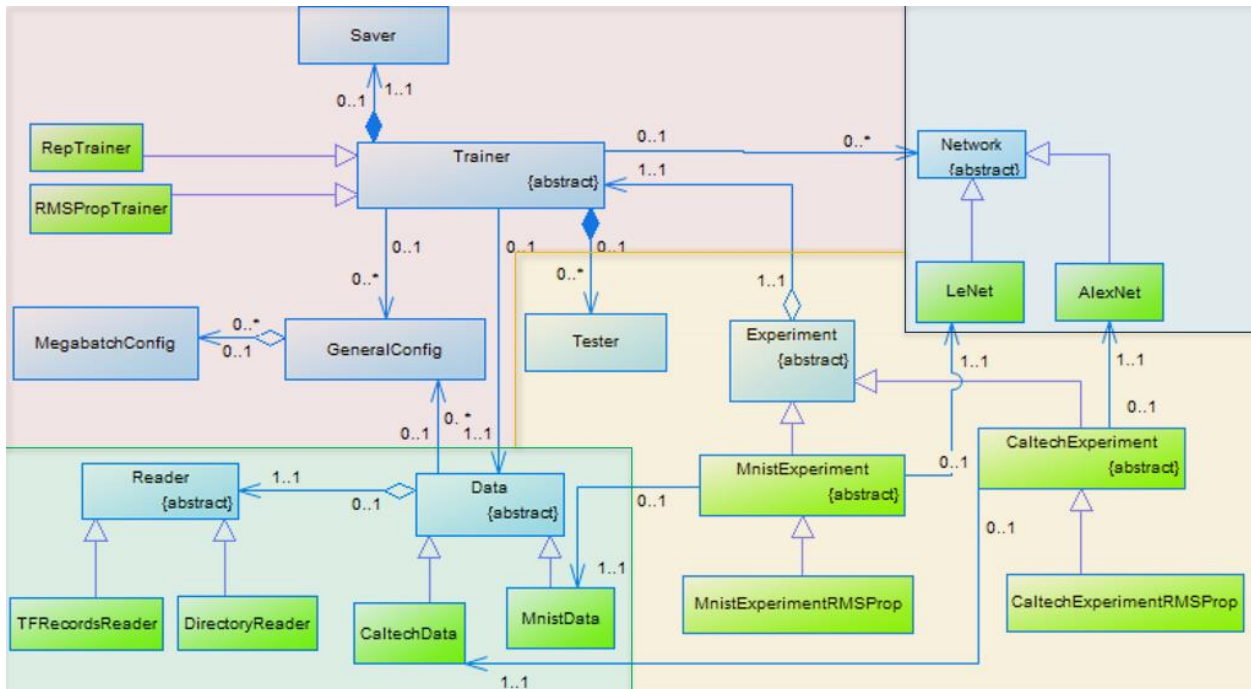 Saver
0..1
1..1
RepTrainer
Trainer
{abstract}
0..1
0..*
Network
{abstract}
RMSPropTrainer
1..1
0..1
0..1
0..1
0..*
0..*
1..1
LeNet
AlexNet
MegabatchConfig
0..*
0..1
GeneralConfig
Tester
Experiment
{abstract}
1..1
1..1
0..*
0..1
1..1
0..1
CaltechExperiment
{abstract}
Reader
{abstract}
1..1
0..1
Data
{abstract}
MnistExperiment
{abstract}
0..1
0..1
0..1
1..1
TFRecordsReader
DirectoryReader
CaltechData
MnistData
MnistExperimentRMSProp
CaltechExperimentRMSProp
1..1